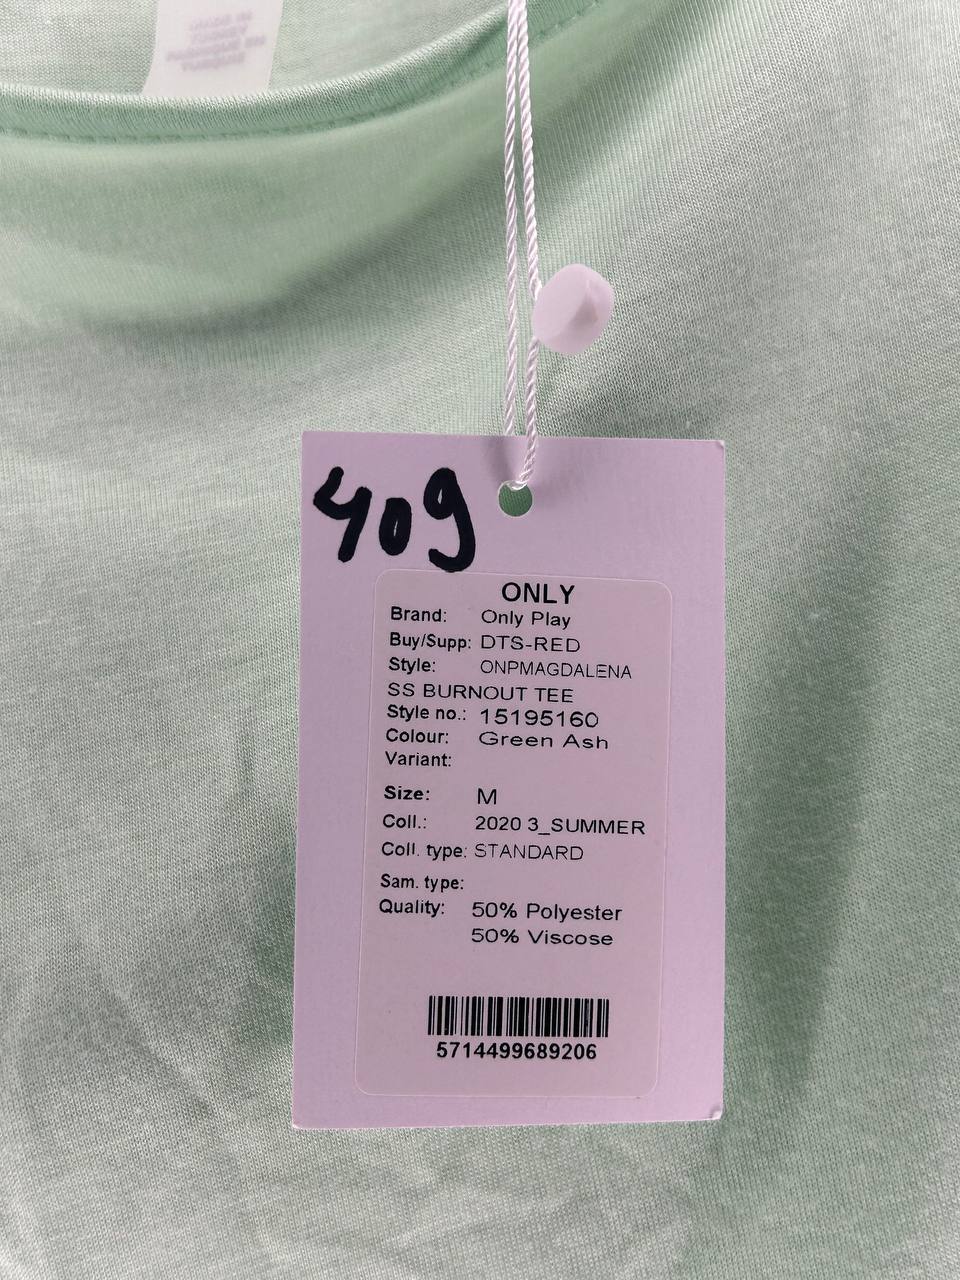 409
ONLY
Brand: Only Play
Buy/Supp: DTS-RED
Style: ONPMAGDALENA
SS BURNOUT TEE
Style no.: 15195160
Colour: Green Ash
Variant:
Size: M
Coll.: 2020 3_SUMMER
Coll. type: STANDARD
Sam. type:
Quality: 50% Polyester
50% Viscose
5714499689206